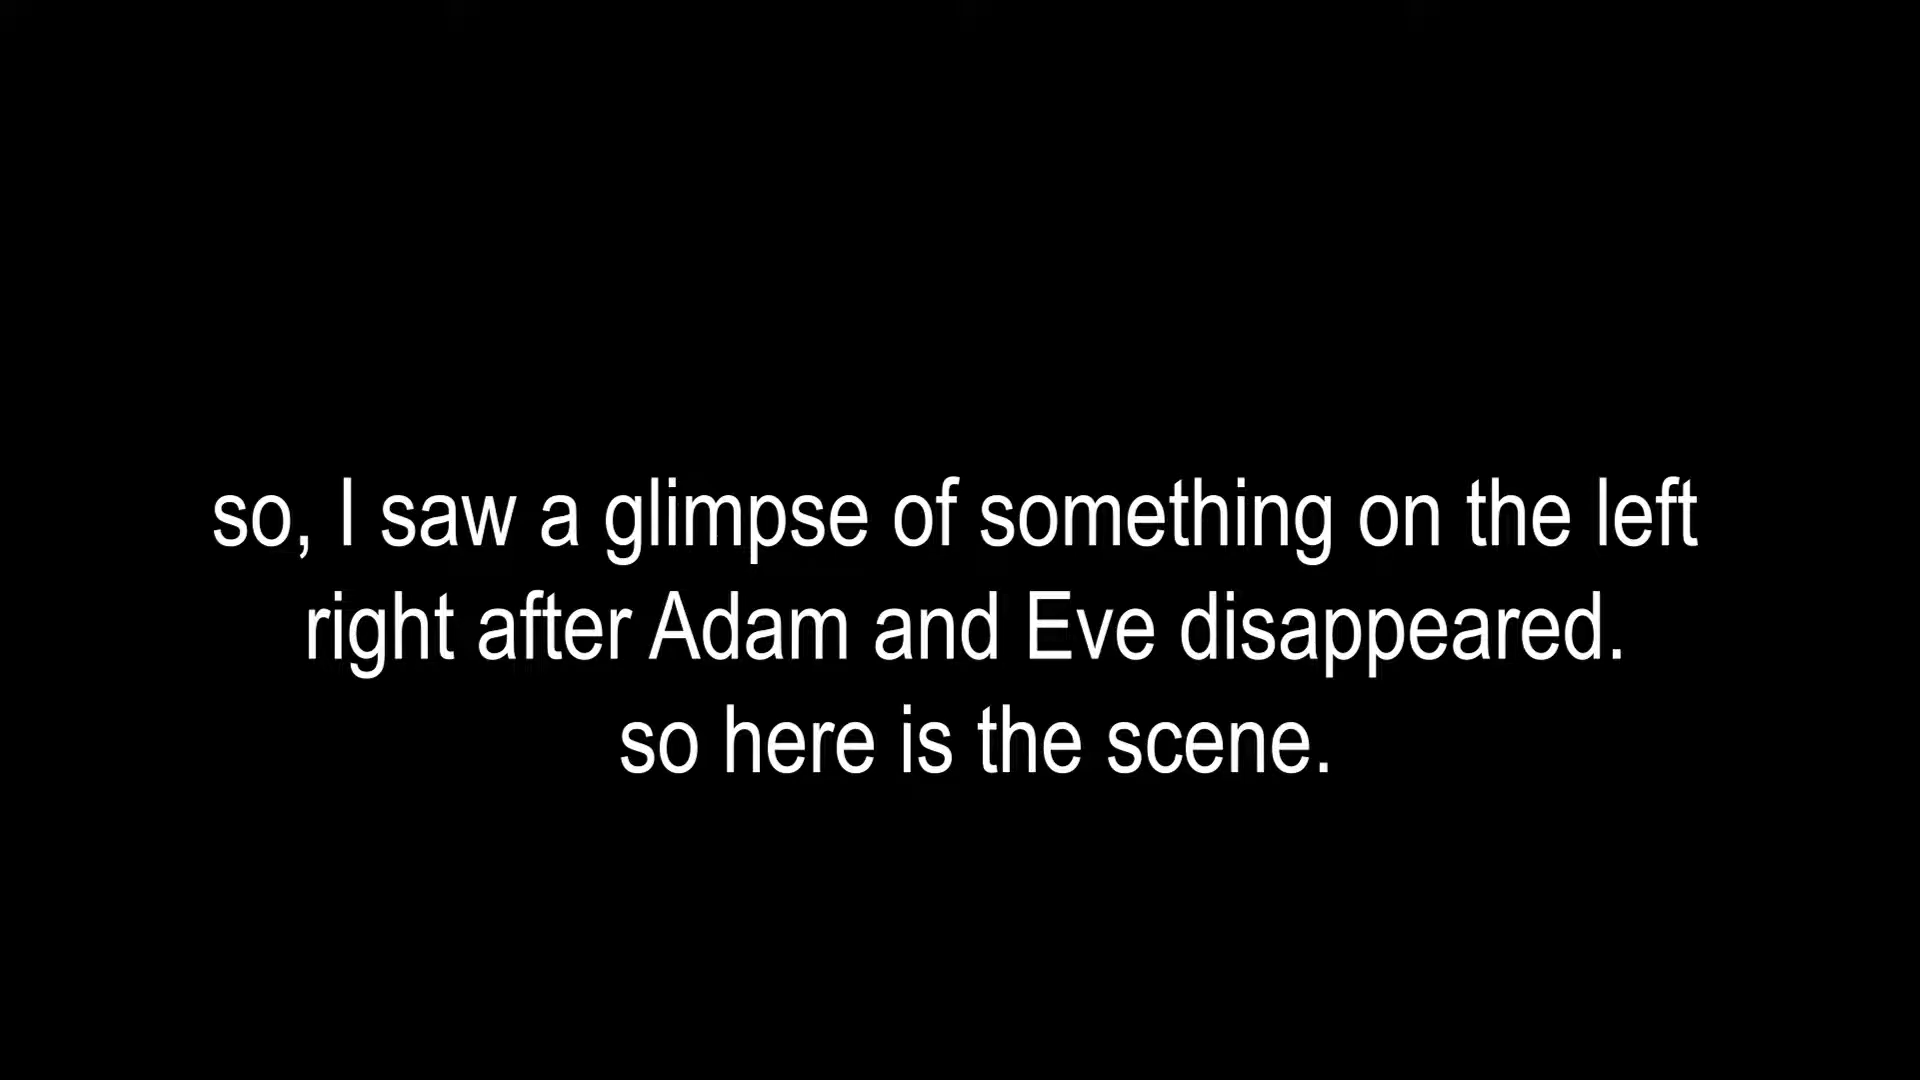 so, I saw a glimpse of something on the left
right after Adam and Eve disappeared.
so here is the scene.